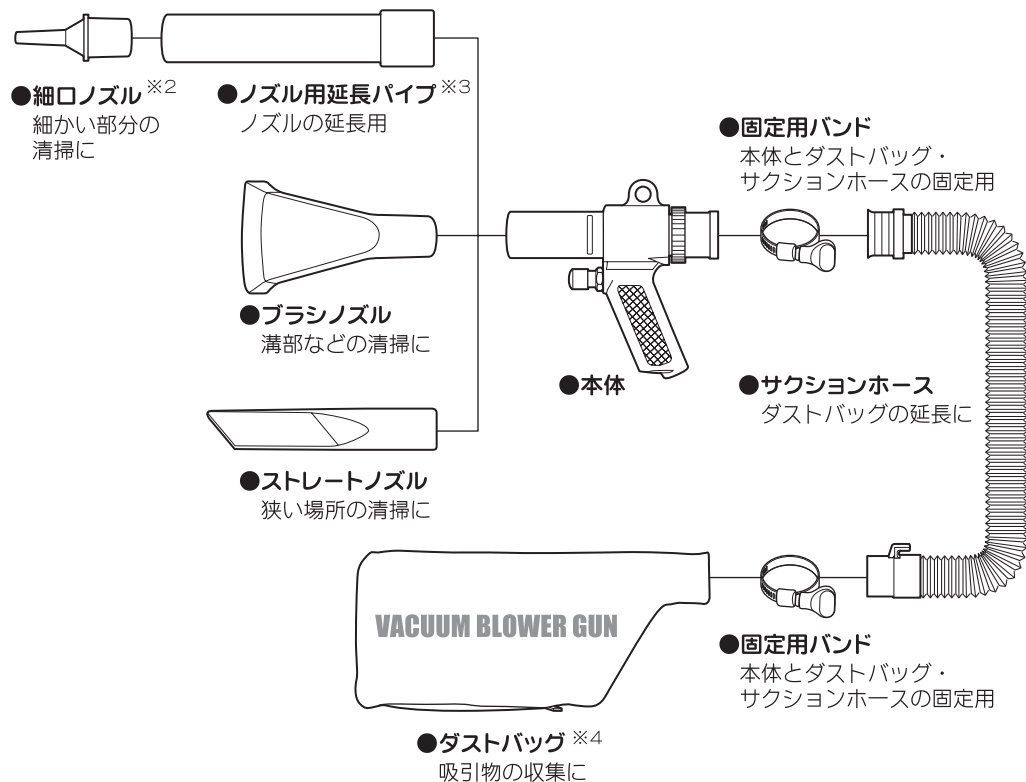 ●細口ノズル※2
細かい部分の
清掃に
●ノズル用延長パイプ※3
ノズルの延長用
●固定用バンド
本体とダストバッグ・
サクションホースの固定用
●ブラシノズル
溝部などの清掃に
●本体
●サクションホース
ダストバッグの延長に
●ストレートノズル
狭い場所の清掃に
VACUUM BLOWER GUN
●固定用バンド
本体とダストバッグ・
サクションホースの固定用
●ダストバッグ※4
吸引物の収集に